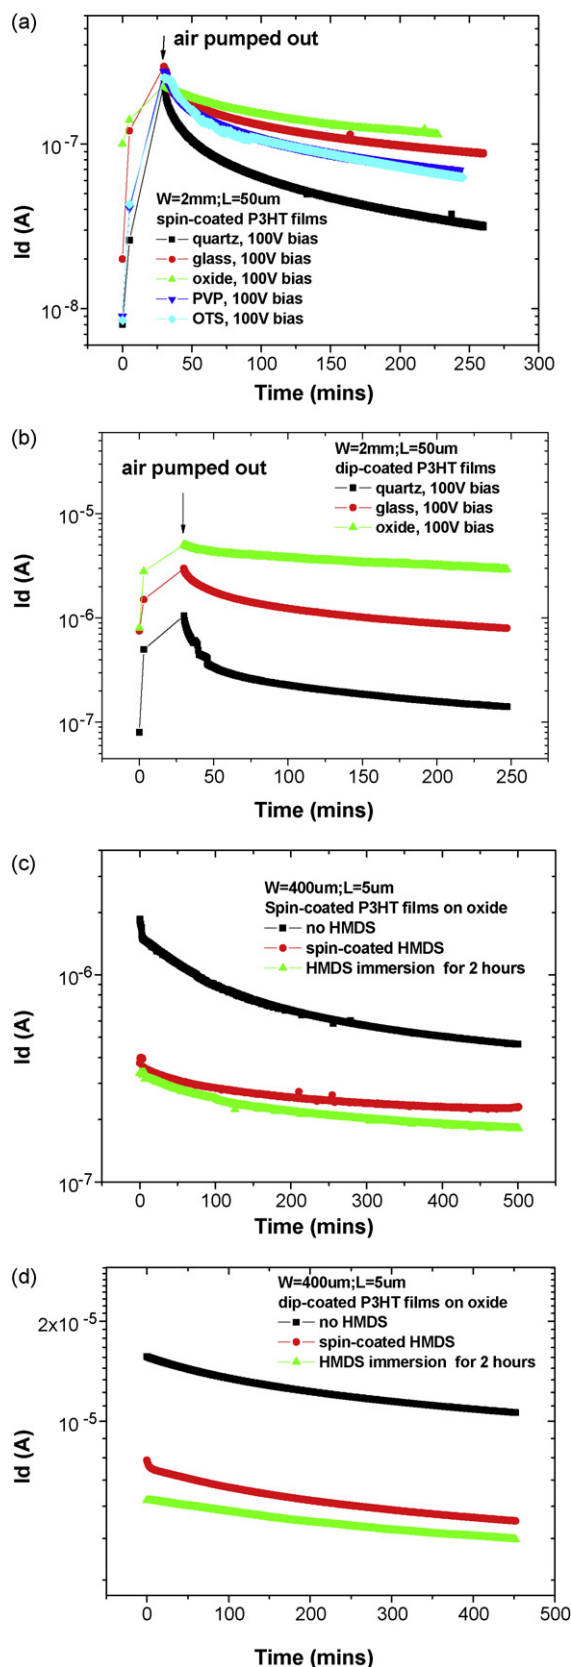 (a)
air pumped out
10⁻⁷
10⁻⁸
Id (A)
W=2mm;L=50um
spin-coated P3HT films
quartz, 100V bias
glass, 100V bias
oxide, 100V bias
PVP, 100V bias
OTS, 100V bias
0 50 100 150 200 250 300
Time (mins)
(b)
W=2mm;L=50um
dip-coated P3HT films
quartz, 100V bias
glass, 100V bias
oxide, 100V bias
air pumped out
10⁻⁵
10⁻⁶
10⁻⁷
Id (A)
0 50 100 150 200 250
Time (mins)
(c)
W=400um;L=5um
Spin-coated P3HT films on oxide
no HMDS
spin-coated HMDS
HMDS immersion for 2 hours
10⁻⁶
10⁻⁷
Id (A)
0 100 200 300 400 500
Time (mins)
(d)
W=400um;L=5um
dip-coated P3HT films on oxide
no HMDS
spin-coated HMDS
HMDS immersion for 2 hours
2x10⁻⁵
10⁻⁵
Id (A)
0 100 200 300 400 500
Time (mins)